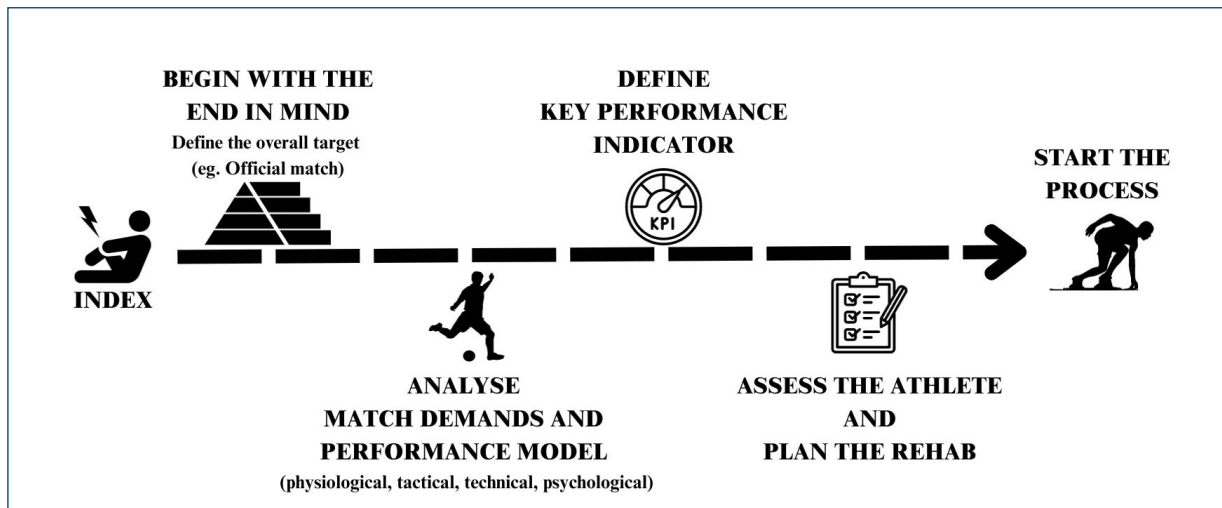 BEGIN WITH THE
END IN MIND
Define the overall target
(eg. Official match)
DEFINE
KEY PERFORMANCE
INDICATOR
KPI
START THE
PROCESS
INDEX
ANALYSE
MATCH DEMANDS AND
PERFORMANCE MODEL
(physiological, tactical, technical, psychological)
ASSESS THE ATHLETE
AND
PLAN THE REHAB